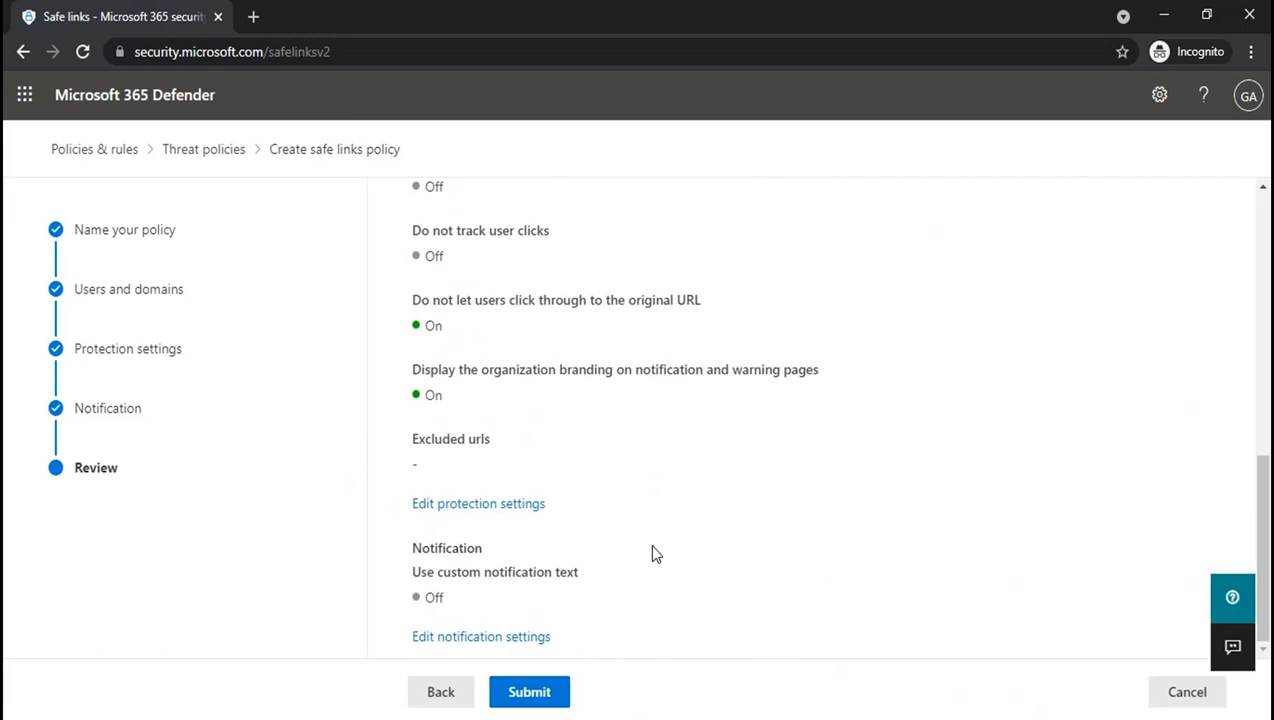 Safe links - Microsoft 365 securit
security.microsoft.com/safelinksv2
Incognito
Microsoft 365 Defender
GA
Policies & rules > Threat policies > Create safe links policy
Name your policy
Users and domains
Protection settings
Notification
Review
Off
Do not track user clicks
Off
Do not let users click through to the original URL
On
Display the organization branding on notification and warning pages
On
Excluded urls
-
Edit protection settings
Notification
Use custom notification text
Off
Edit notification settings
Back
Submit
Cancel